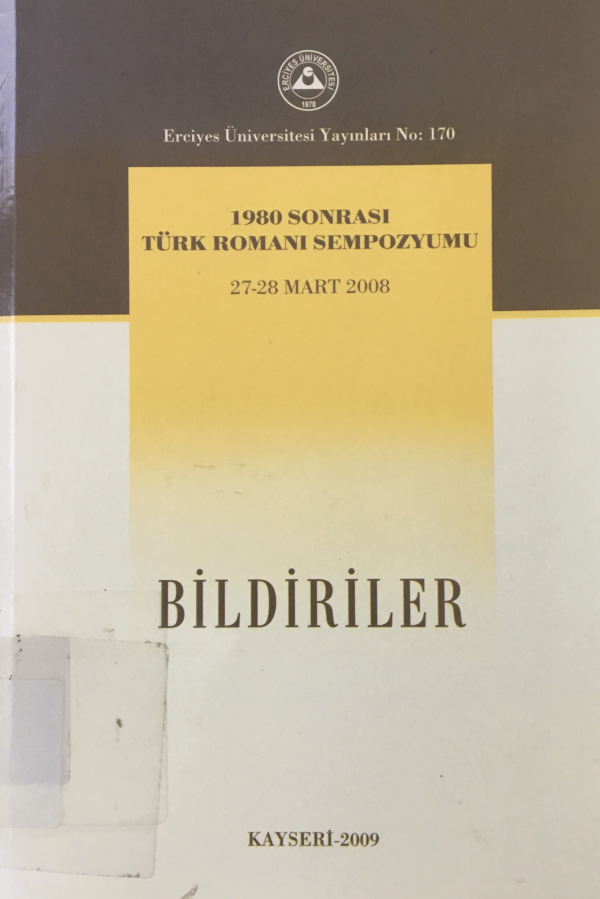 ERCİYES ÜNİVERSİTESİ
1978
Erciyes Üniversitesi Yayınları No: 170
1980 SONRASI
TÜRK ROMANI SEMPOZYUMU
27-28 MART 2008
BİLDİRİLER
KAYSERİ-2009